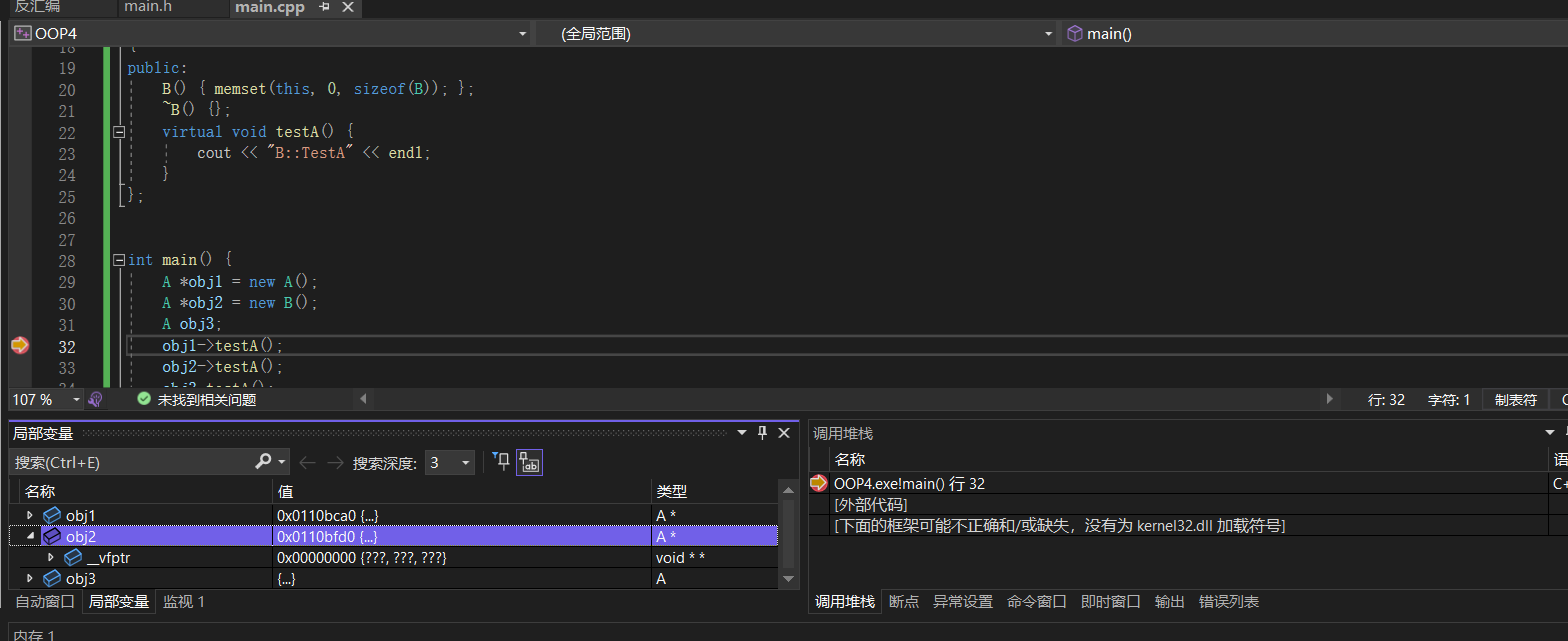 反汇编 main.h main.cpp
OOP4 (全局范围) main()
18 {
19 public:
20 B() { memset(this, 0, sizeof(B)); };
21 ~B() {};
22 virtual void testA() {
23 cout << "B::TestA" << endl;
24 }
25 };
26
27
28 int main() {
29 A *obj1 = new A();
30 A *obj2 = new B();
31 A obj3;
32 obj1->testA();
33 obj2->testA();
34 obj3.testA();
107 % 未找到相关问题 行: 32 字符: 1 制表符
局部变量
搜索(Ctrl+E) 搜索深度: 3
名称 值 类型
obj1 0x0110bca0 {...} A *
obj2 0x0110bfd0 {...} A *
__vfptr 0x00000000 {???, ???, ???} void * *
obj3 {...} A
自动窗口 局部变量 监视 1
调用堆栈
名称 语
OOP4.exe!main() 行 32 C+
[外部代码]
[下面的框架可能不正确和/或缺失，没有为 kernel32.dll 加载符号]
调用堆栈 断点 异常设置 命令窗口 即时窗口 输出 错误列表
内存 1